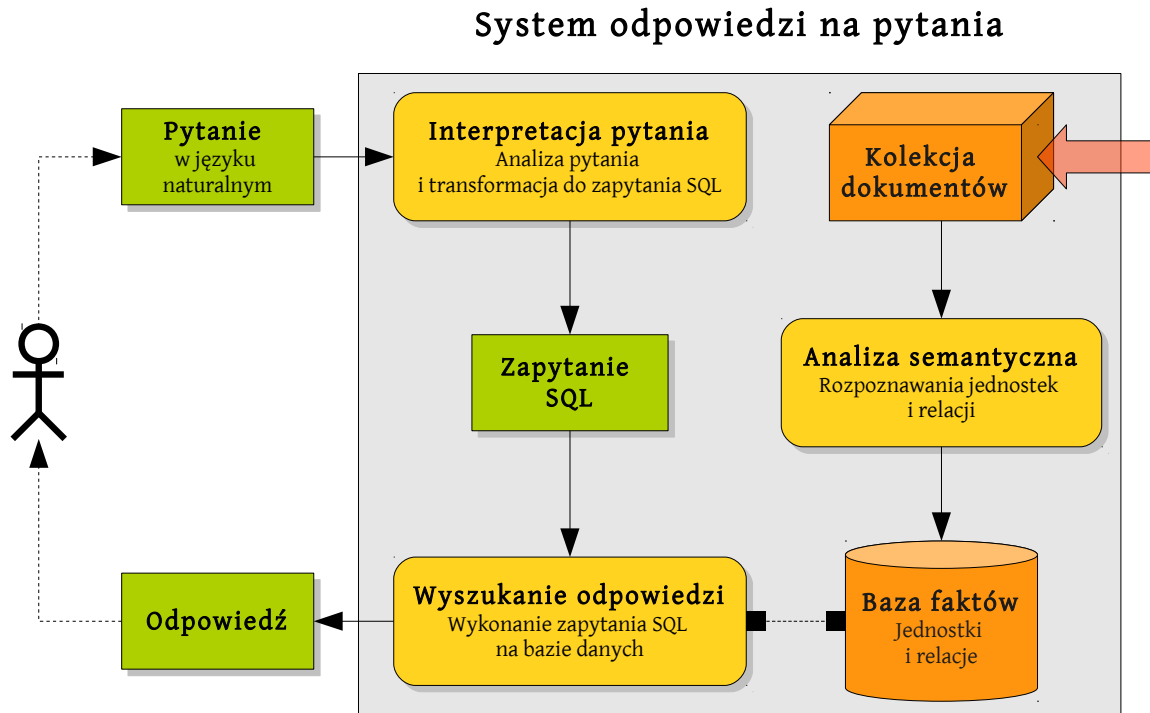 System odpowiedzi na pytania
Pytanie
w języku
naturalnym
Interpretacja pytania
Analiza pytania
i transformacja do zapytania SQL
Kolekcja
dokumentów
Zapytanie
SQL
Analiza semantyczna
Rozpoznawania jednostek
i relacji
Odpowiedź
Wyszukanie odpowiedzi
Wykonanie zapytania SQL
na bazie danych
Baza faktów
Jednostki
i relacje